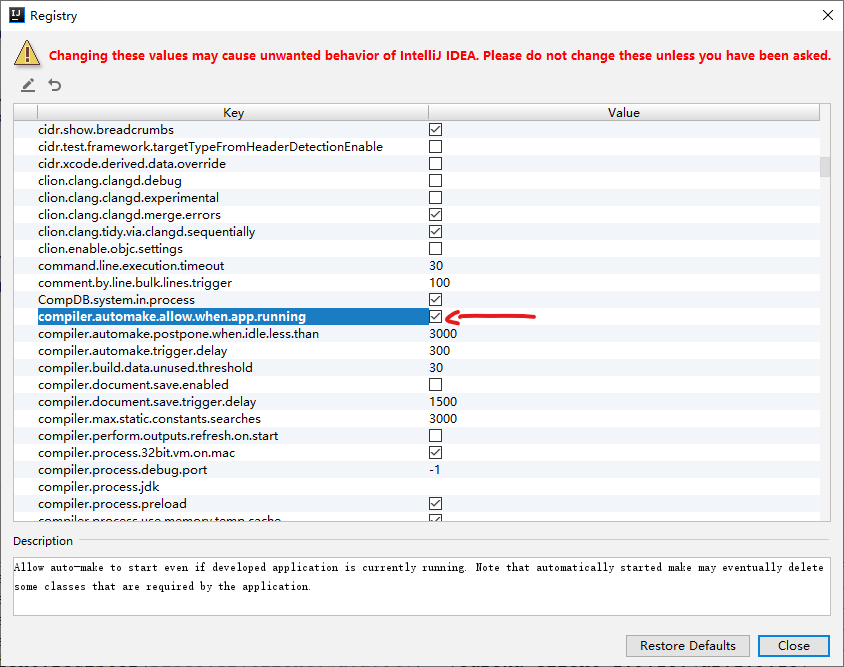 Registry
Changing these values may cause unwanted behavior of IntelliJ IDEA. Please do not change these unless you have been asked.
Key Value
cidr.show.breadcrumbs
cidr.test.framework.targetTypeFromHeaderDetectionEnable
cidr.xcode.derived.data.override
clion.clang.clangd.debug
clion.clang.clangd.experimental
clion.clang.clangd.merge.errors
clion.clang.tidy.via.clangd.sequentially
clion.enable.objc.settings
command.line.execution.timeout 30
comment.by.line.bulk.lines.trigger 100
CompDB.system.in.process
compiler.automake.allow.when.app.running
compiler.automake.postpone.when.idle.less.than 3000
compiler.automake.trigger.delay 300
compiler.build.data.unused.threshold 30
compiler.document.save.enabled
compiler.document.save.trigger.delay 1500
compiler.max.static.constants.searches 3000
compiler.perform.outputs.refresh.on.start
compiler.process.32bit.vm.on.mac
compiler.process.debug.port -1
compiler.process.jdk
compiler.process.preload
compiler.process.use.memory.temp.cache
Description
Allow auto-make to start even if developed application is currently running. Note that automatically started make may eventually delete
some classes that are required by the application.
Restore Defaults Close